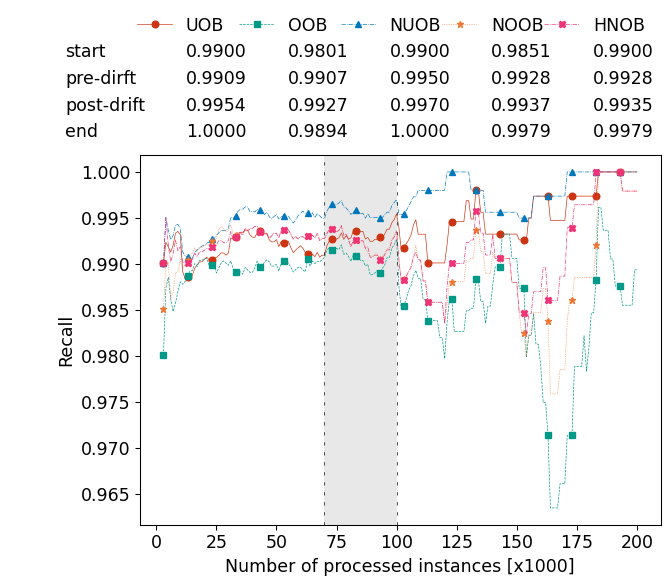 UOB OOB NUOB NOOB HNOB
start 0.9900 0.9801 0.9900 0.9851 0.9900
pre-dirft 0.9909 0.9907 0.9950 0.9928 0.9928
post-drift 0.9954 0.9927 0.9970 0.9937 0.9935
end 1.0000 0.9894 1.0000 0.9979 0.9979
1.000
0.995
0.990
0.985
0.980
0.975
0.970
0.965
Recall
0 25 50 75 100 125 150 175 200
Number of processed instances [x1000]